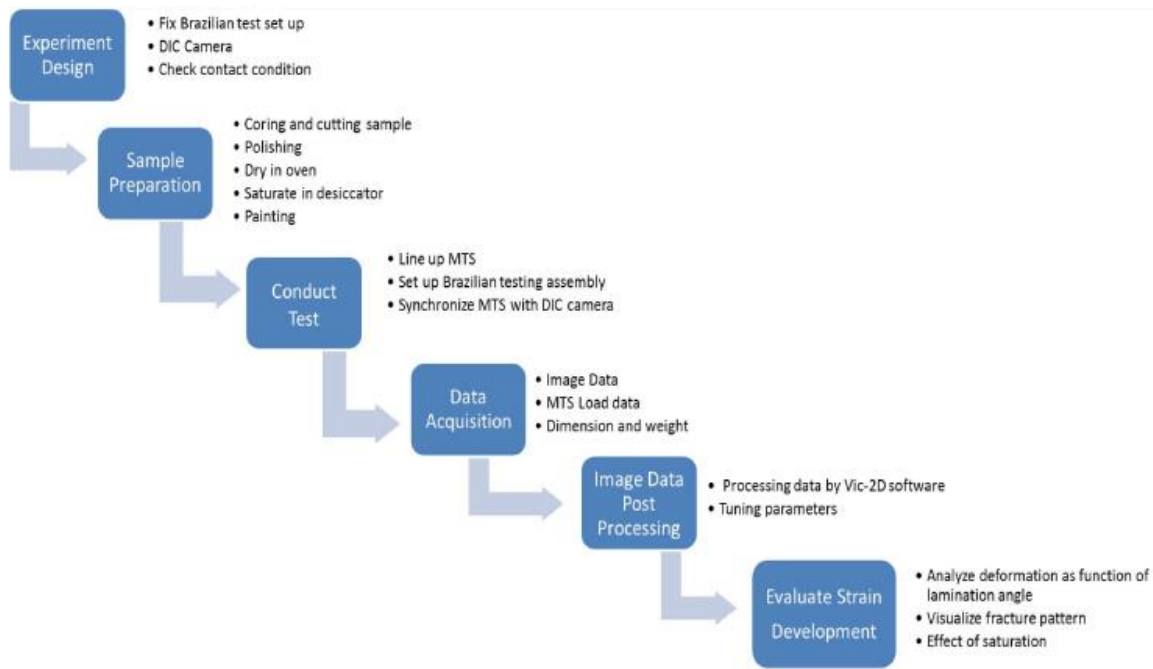 Experiment
Design
• Fix Brazilian test set up
• DIC Camera
• Check contact condition
Sample
Preparation
• Coring and cutting sample
• Polishing
• Dry in oven
• Saturate in desiccator
• Painting
Conduct
Test
• Line up MTS
• Set up Brazilian testing assembly
• Synchronize MTS with DIC camera
Data
Acquisition
• Image Data
• MTS Load data
• Dimension and weight
Image Data
Post
Processing
• Processing data by Vic-2D software
• Tuning parameters
Evaluate Strain
Development
• Analyze deformation as function of
lamination angle
• Visualize fracture pattern
• Effect of saturation